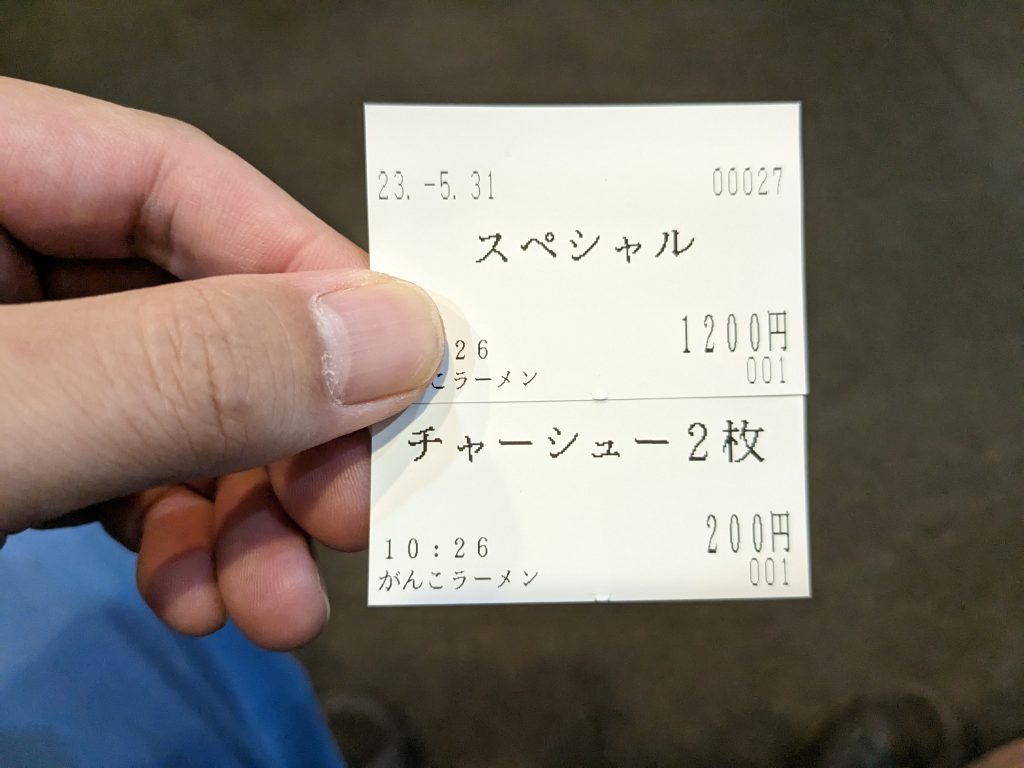 23.-5.31 00027
スペシャル
1200円
26
こラーメン 001
チャーシュー2枚
200円
10:26
がんこラーメン 001